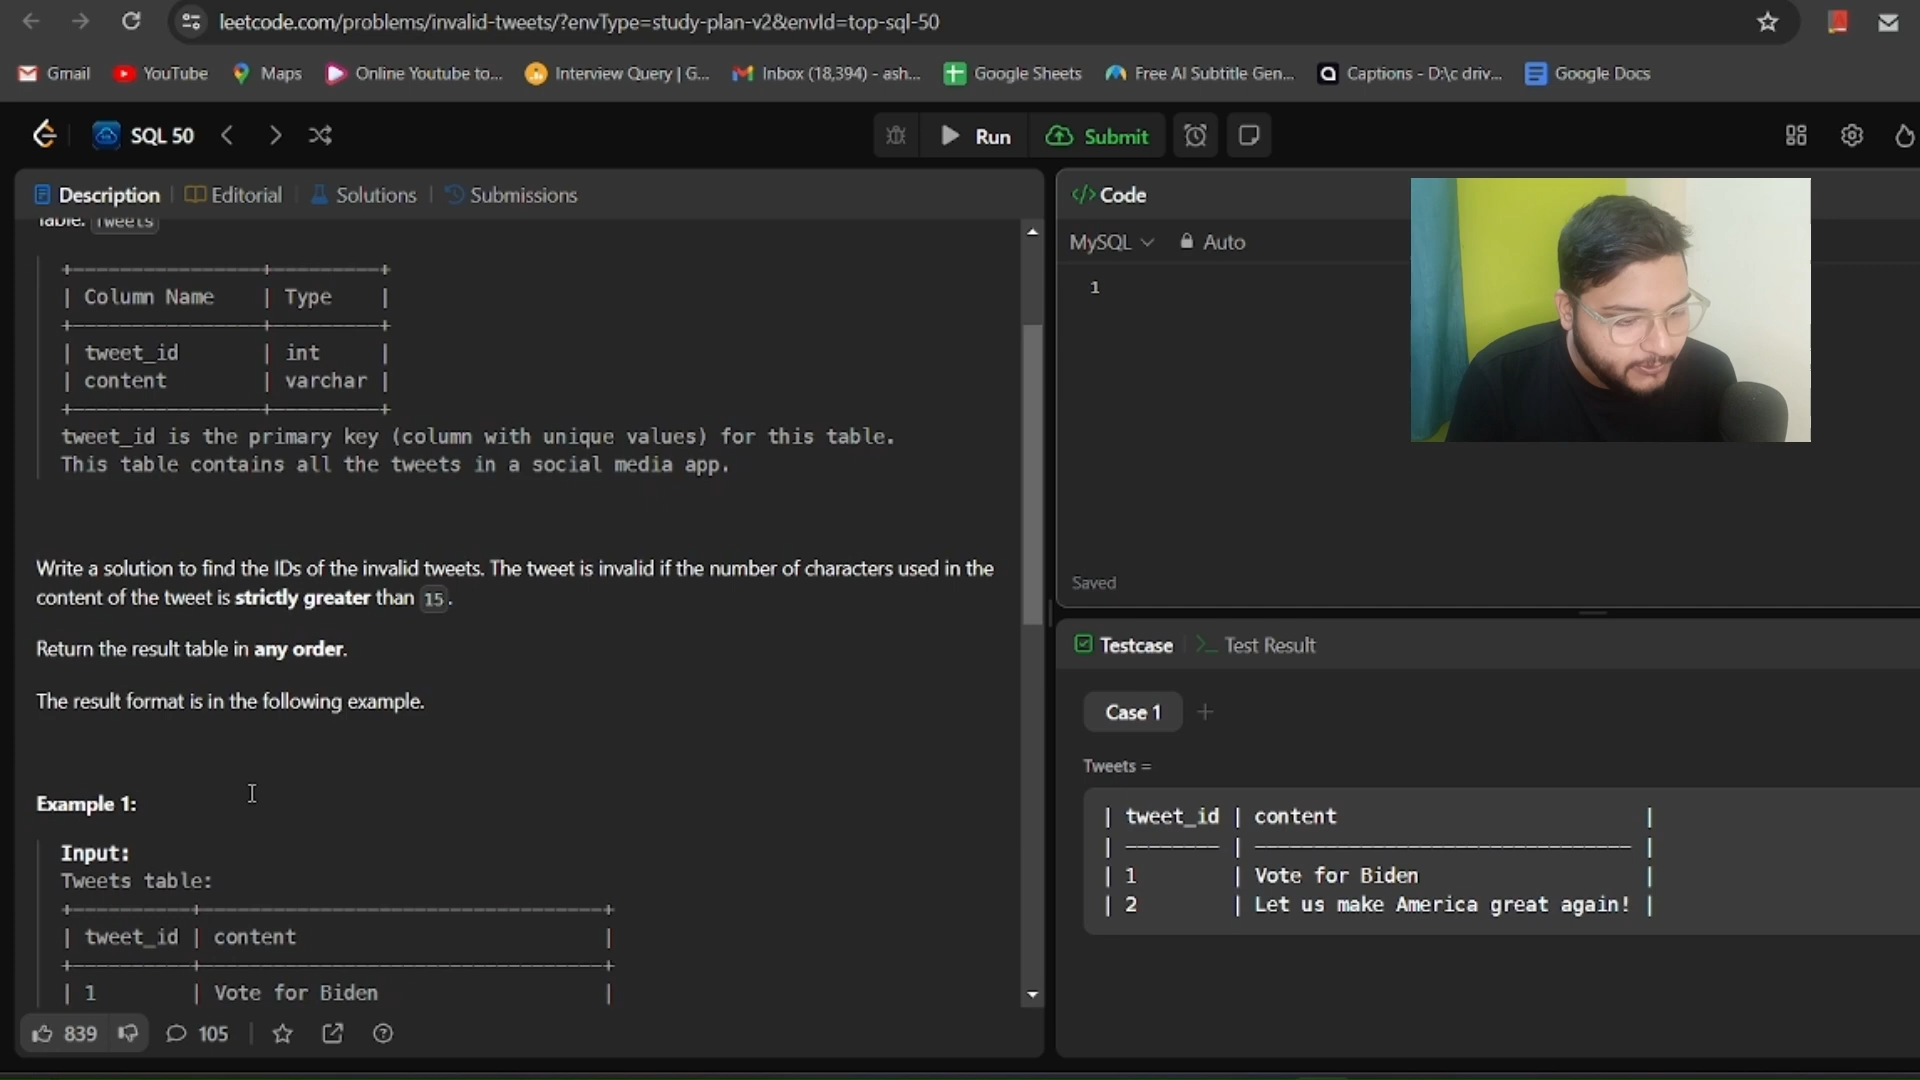 leetcode.com/problems/invalid-tweets/?envType=study-plan-v2&envId=top-sql-50
Gmail YouTube Maps Online Youtube to... Interview Query | G... Inbox (18,394) - ash... Google Sheets Free AI Subtitle Gen... Captions - D:\c driv... Google Docs
SQL 50 Run Submit
Description | Editorial | Solutions | Submissions
Table: Tweets
+----------------+---------+
| Column Name    | Type    |
+----------------+---------+
| tweet_id       | int     |
| content        | varchar |
+----------------+---------+
tweet_id is the primary key (column with unique values) for this table.
This table contains all the tweets in a social media app.
Write a solution to find the IDs of the invalid tweets. The tweet is invalid if the number of characters used in the
content of the tweet is strictly greater than 15.
Return the result table in any order.
The result format is in the following example.
Example 1:
Input:
Tweets table:
+----------+-----------------------------------+
| tweet_id | content                           |
+----------+-----------------------------------+
| 1        | Vote for Biden                    |
839 105
</> Code
MySQL Auto
1
Saved
Testcase >_ Test Result
Case 1 +
Tweets =
| tweet_id | content                          |
| -------- | -------------------------------- |
| 1        | Vote for Biden                   |
| 2        | Let us make America great again! |